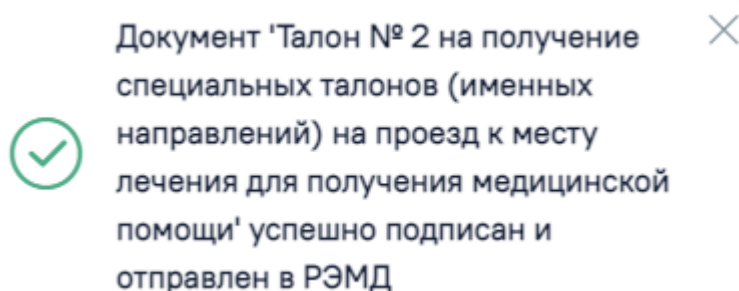 Документ 'Талон № 2 на получение
специальных талонов (именных
направлений) на проезд к месту
лечения для получения медицинской
помощи' успешно подписан и
отправлен в РЭМД